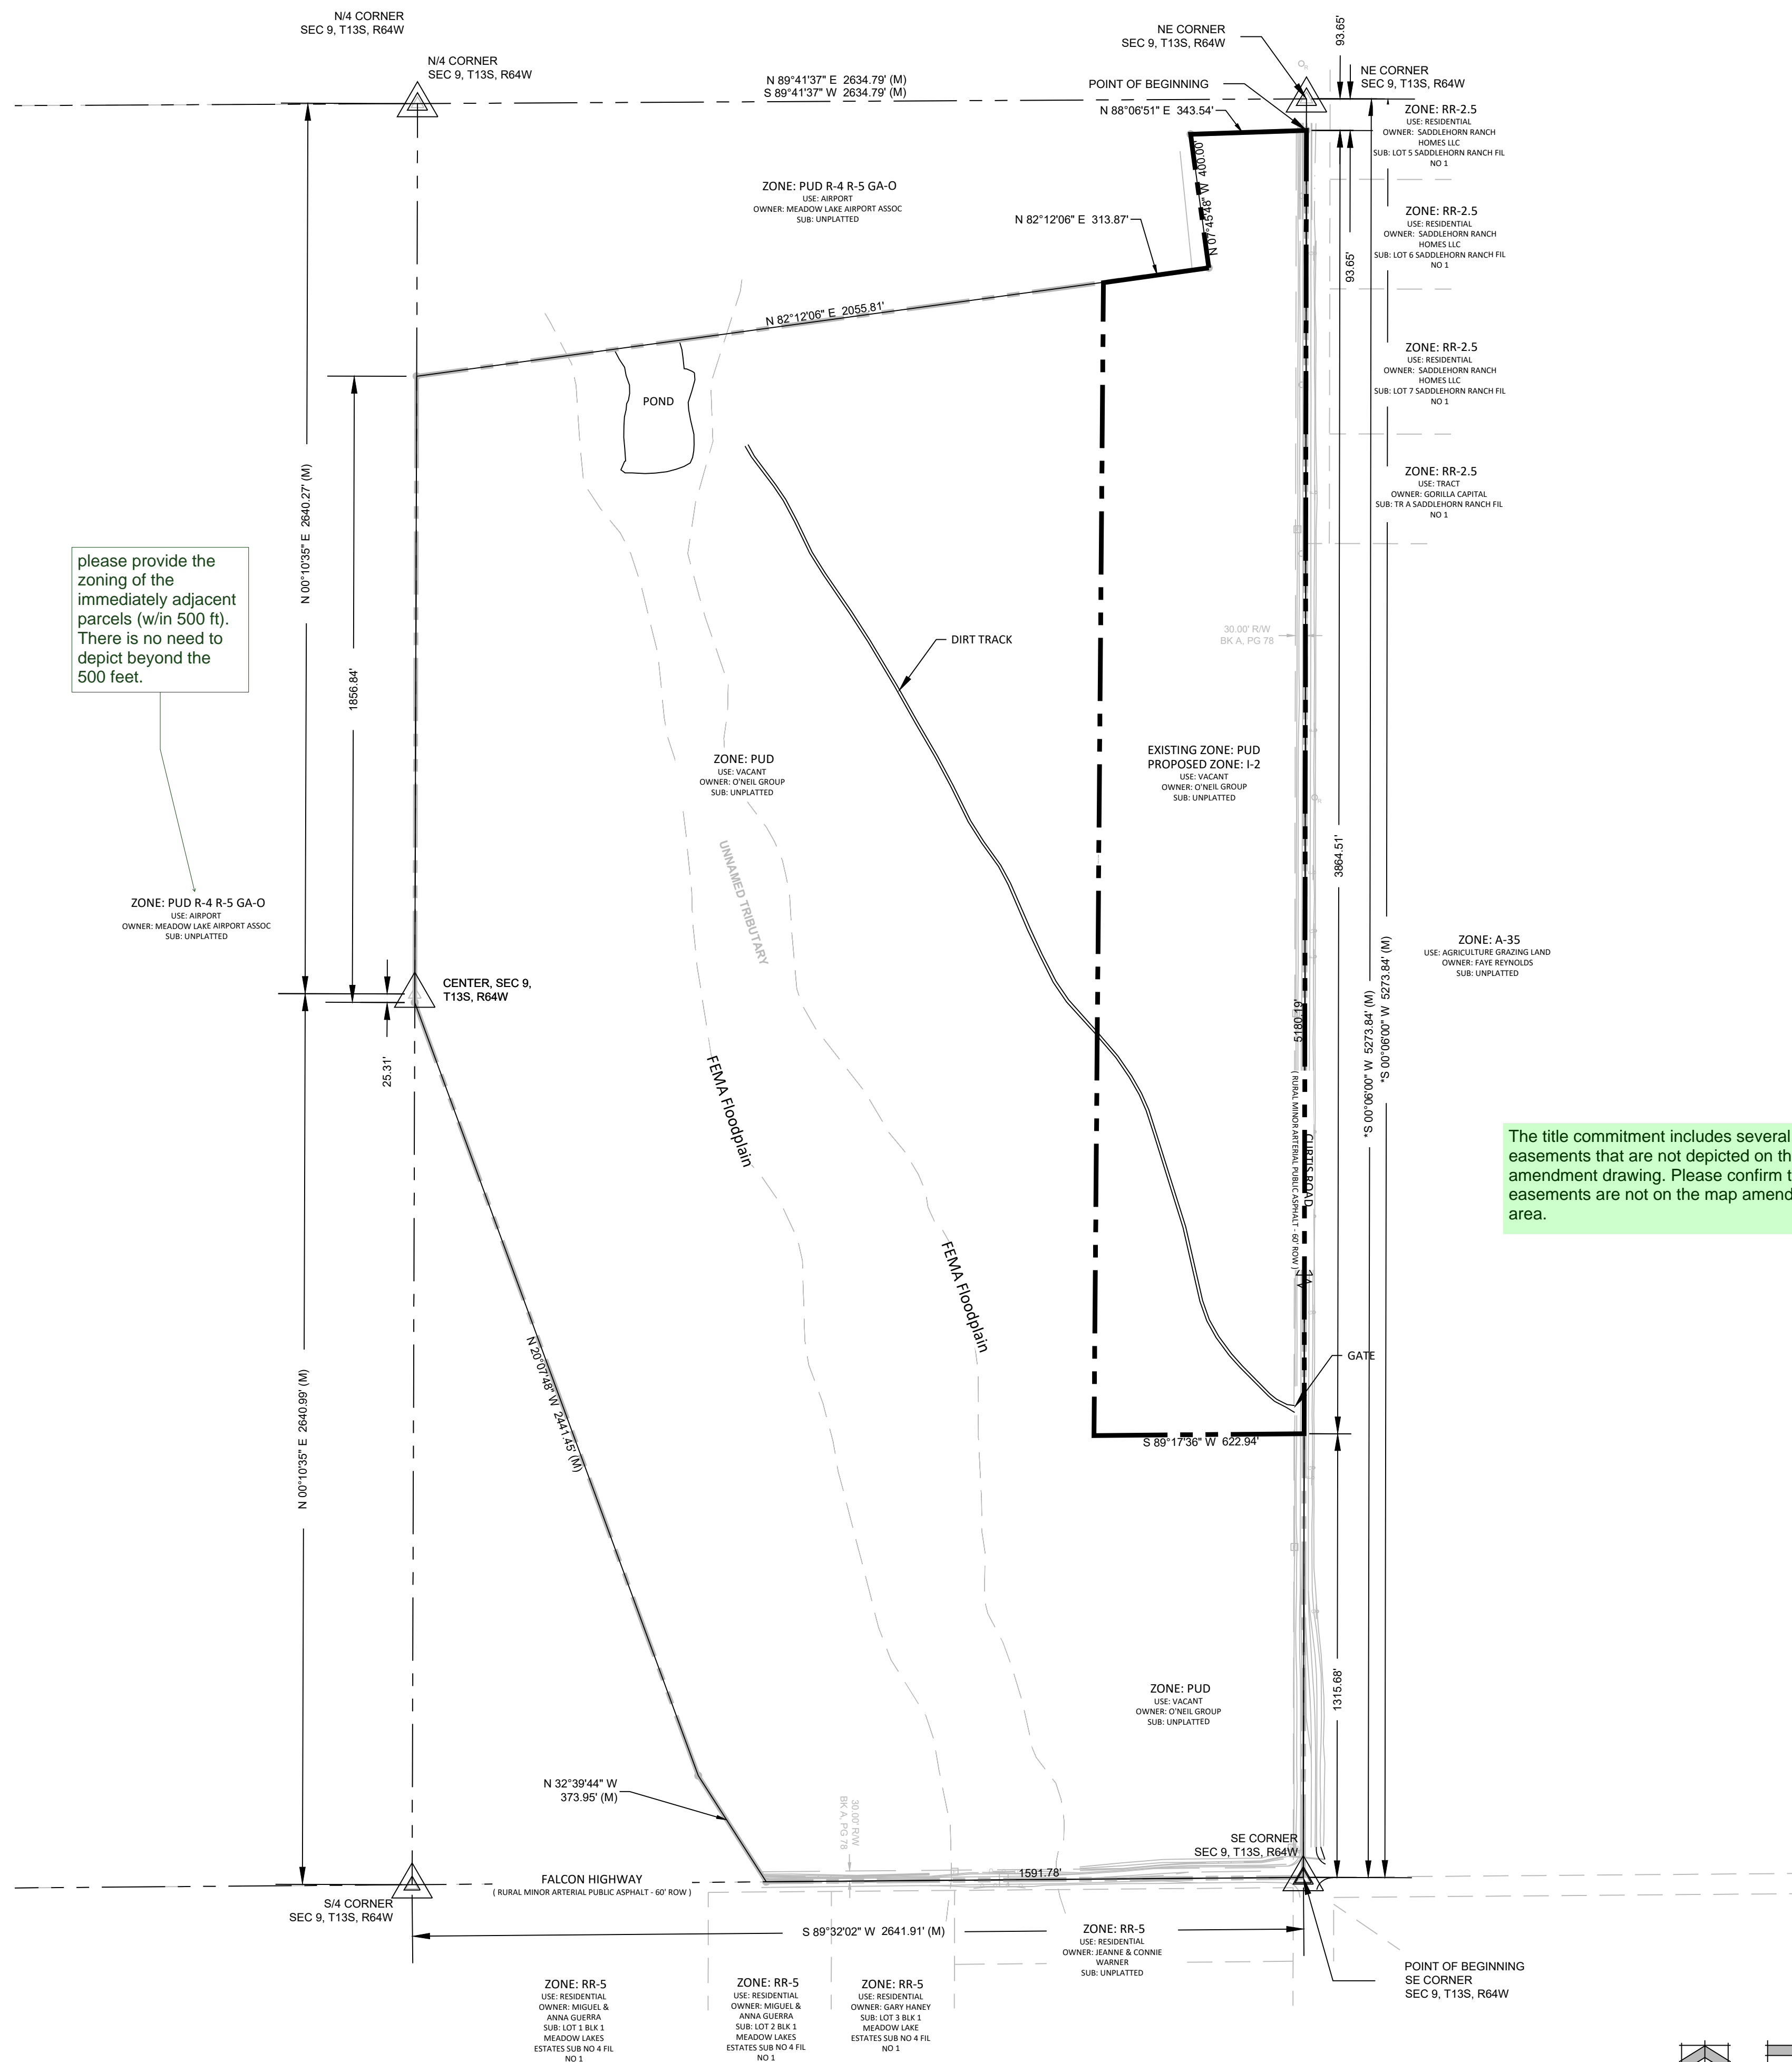 N/4 CORNER
SEC 9, T13S, R64W
N/4 CORNER
SEC 9, T13S, R64W
N 89°41'37" E 2634.79' (M)
S 89°41'37" W 2634.79' (M)
NE CORNER
SEC 9, T13S, R64W
POINT OF BEGINNING
N 88°06'51" E 343.54'
93.65'
NE CORNER
SEC 9, T13S, R64W
ZONE: RR-2.5
USE: RESIDENTIAL
OWNER: SADDLEHORN RANCH
HOMES LLC
SUB: LOT 5 SADDLEHORN RANCH FIL
NO 1
ZONE: PUD R-4 R-5 GA-O
USE: AIRPORT
OWNER: MEADOW LAKE AIRPORT ASSOC
SUB: UNPLATTED
N 07°45'48" W 400.00'
N 82°12'06" E 313.87'
93.65'
ZONE: RR-2.5
USE: RESIDENTIAL
OWNER: SADDLEHORN RANCH
HOMES LLC
SUB: LOT 6 SADDLEHORN RANCH FIL
NO 1
N 82°12'06" E 2055.81'
ZONE: RR-2.5
USE: RESIDENTIAL
OWNER: SADDLEHORN RANCH
HOMES LLC
SUB: LOT 7 SADDLEHORN RANCH FIL
NO 1
POND
ZONE: RR-2.5
USE: TRACT
OWNER: GORILLA CAPITAL
SUB: TR A SADDLEHORN RANCH FIL
NO 1
N 00°10'35" E 2640.27' (M)
please provide the
zoning of the
immediately adjacent
parcels (w/in 500 ft).
There is no need to
depict beyond the
500 feet.
1856.84'
DIRT TRACK
30.00' R/W
BK A, PG 78
ZONE: PUD
USE: VACANT
OWNER: O'NEIL GROUP
SUB: UNPLATTED
EXISTING ZONE: PUD
PROPOSED ZONE: I-2
USE: VACANT
OWNER: O'NEIL GROUP
SUB: UNPLATTED
3864.51'
UNNAMED TRIBUTARY
ZONE: PUD R-4 R-5 GA-O
USE: AIRPORT
OWNER: MEADOW LAKE AIRPORT ASSOC
SUB: UNPLATTED
ZONE: A-35
USE: AGRICULTURE GRAZING LAND
OWNER: FAYE REYNOLDS
SUB: UNPLATTED
CENTER, SEC 9,
T13S, R64W
25.31'
5180.19'
*S 00°06'00" W 5273.84' (M)
*S 00°06'00" W 5273.84' (M)
FEMA Floodplain
CURTIS ROAD
( RURAL MINOR ARTERIAL PUBLIC ASPHALT - 60' ROW )
The title commitment includes several
easements that are not depicted on th
amendment drawing. Please confirm t
easements are not on the map amend
area.
FEMA Floodplain
N 20°07'48" W 2441.45' (M)
GATE
N 00°10'35" E 2640.99' (M)
S 89°17'36" W 622.94'
1315.68'
ZONE: PUD
USE: VACANT
OWNER: O'NEIL GROUP
SUB: UNPLATTED
N 32°39'44" W
373.95' (M)
30.00' R/W
BK A, PG 78
SE CORNER
SEC 9, T13S, R64W
1591.78'
FALCON HIGHWAY
( RURAL MINOR ARTERIAL PUBLIC ASPHALT - 60' ROW )
S/4 CORNER
SEC 9, T13S, R64W
S 89°32'02" W 2641.91' (M)
ZONE: RR-5
USE: RESIDENTIAL
OWNER: JEANNE & CONNIE
WARNER
SUB: UNPLATTED
POINT OF BEGINNING
SE CORNER
SEC 9, T13S, R64W
ZONE: RR-5
USE: RESIDENTIAL
OWNER: MIGUEL &
ANNA GUERRA
SUB: LOT 1 BLK 1
MEADOW LAKES
ESTATES SUB NO 4 FIL
NO 1
ZONE: RR-5
USE: RESIDENTIAL
OWNER: MIGUEL &
ANNA GUERRA
SUB: LOT 2 BLK 1
MEADOW LAKES
ESTATES SUB NO 4 FIL
NO 1
ZONE: RR-5
USE: RESIDENTIAL
OWNER: GARY HANEY
SUB: LOT 3 BLK 1
MEADOW LAKE
ESTATES SUB NO 4 FIL
NO 1